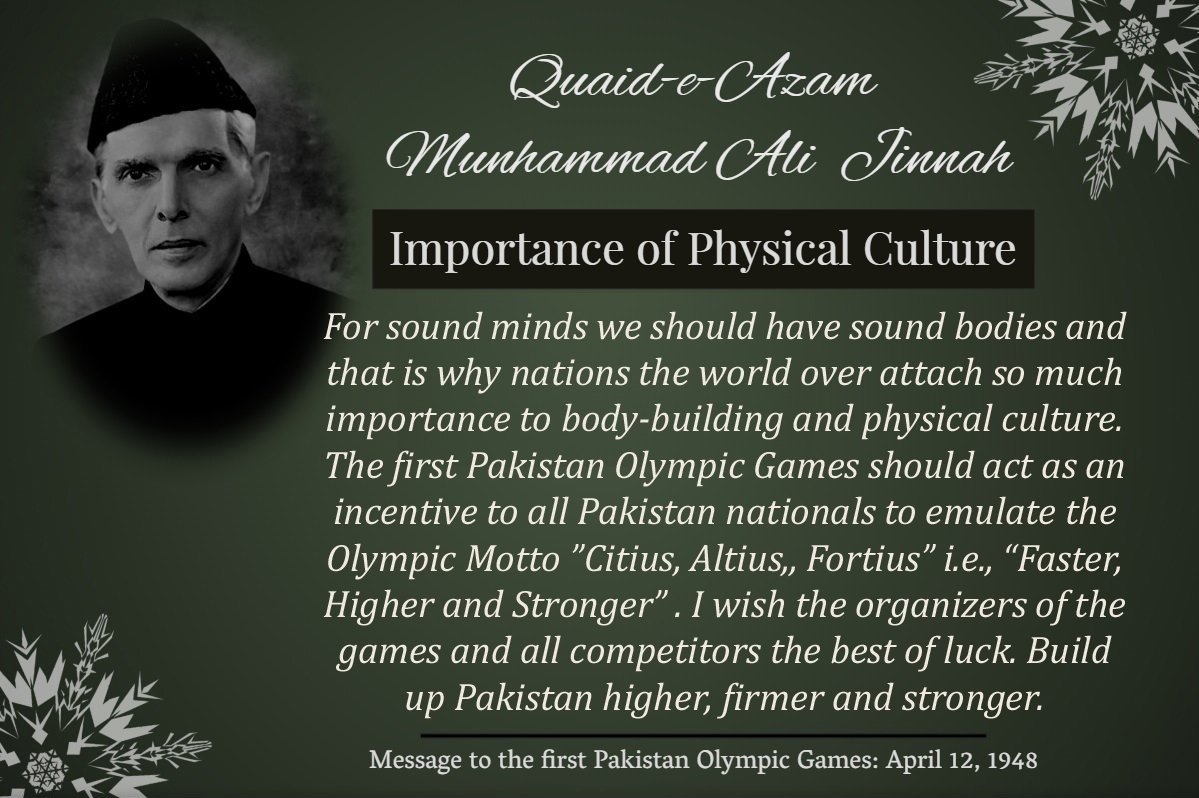 Quaid-e-Azam
Munhammad Ali Jinnah
Importance of Physical Culture
For sound minds we should have sound bodies and
that is why nations the world over attach so much
importance to body-building and physical culture.
The first Pakistan Olympic Games should act as an
incentive to all Pakistan nationals to emulate the
Olympic Motto ”Citius, Altius,, Fortius” i.e., “Faster,
Higher and Stronger” . I wish the organizers of the
games and all competitors the best of luck. Build
up Pakistan higher, firmer and stronger.
Message to the first Pakistan Olympic Games: April 12, 1948